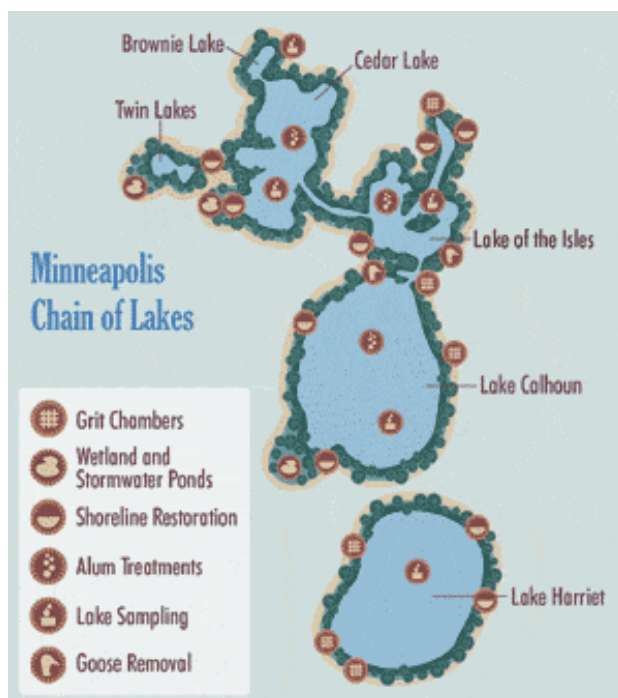 Brownie Lake
Cedar Lake
Twin Lakes
Lake of the Isles
Minneapolis
Chain of Lakes
Lake Calhoun
Grit Chambers
Wetland and
Stormwater Ponds
Shoreline Restoration
Alum Treatments
Lake Sampling
Goose Removal
Lake Harriet